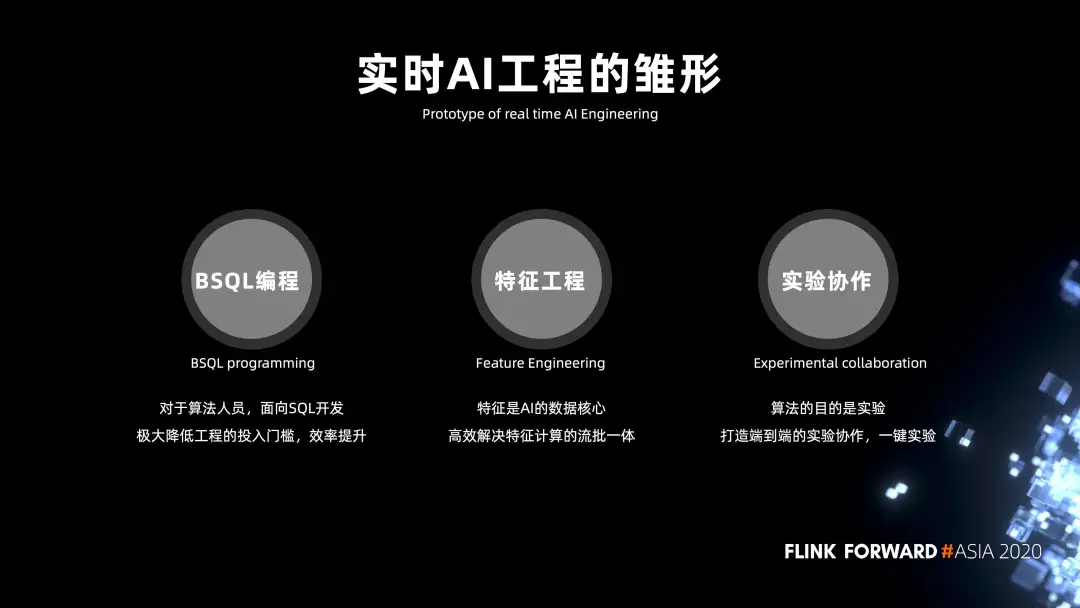 实时AI工程的雏形
Prototype of real time AI Engineering
BSQL编程
BSQL programming
对于算法人员，面向SQL开发
极大降低工程的投入门槛，效率提升
特征工程
Feature Engineering
特征是AI的数据核心
高效解决特征计算的流批一体
实验协作
Experimental collaboration
算法的目的是实验
打造端到端的实验协作，一键实验
FLINK FORWARD #ASIA 2020